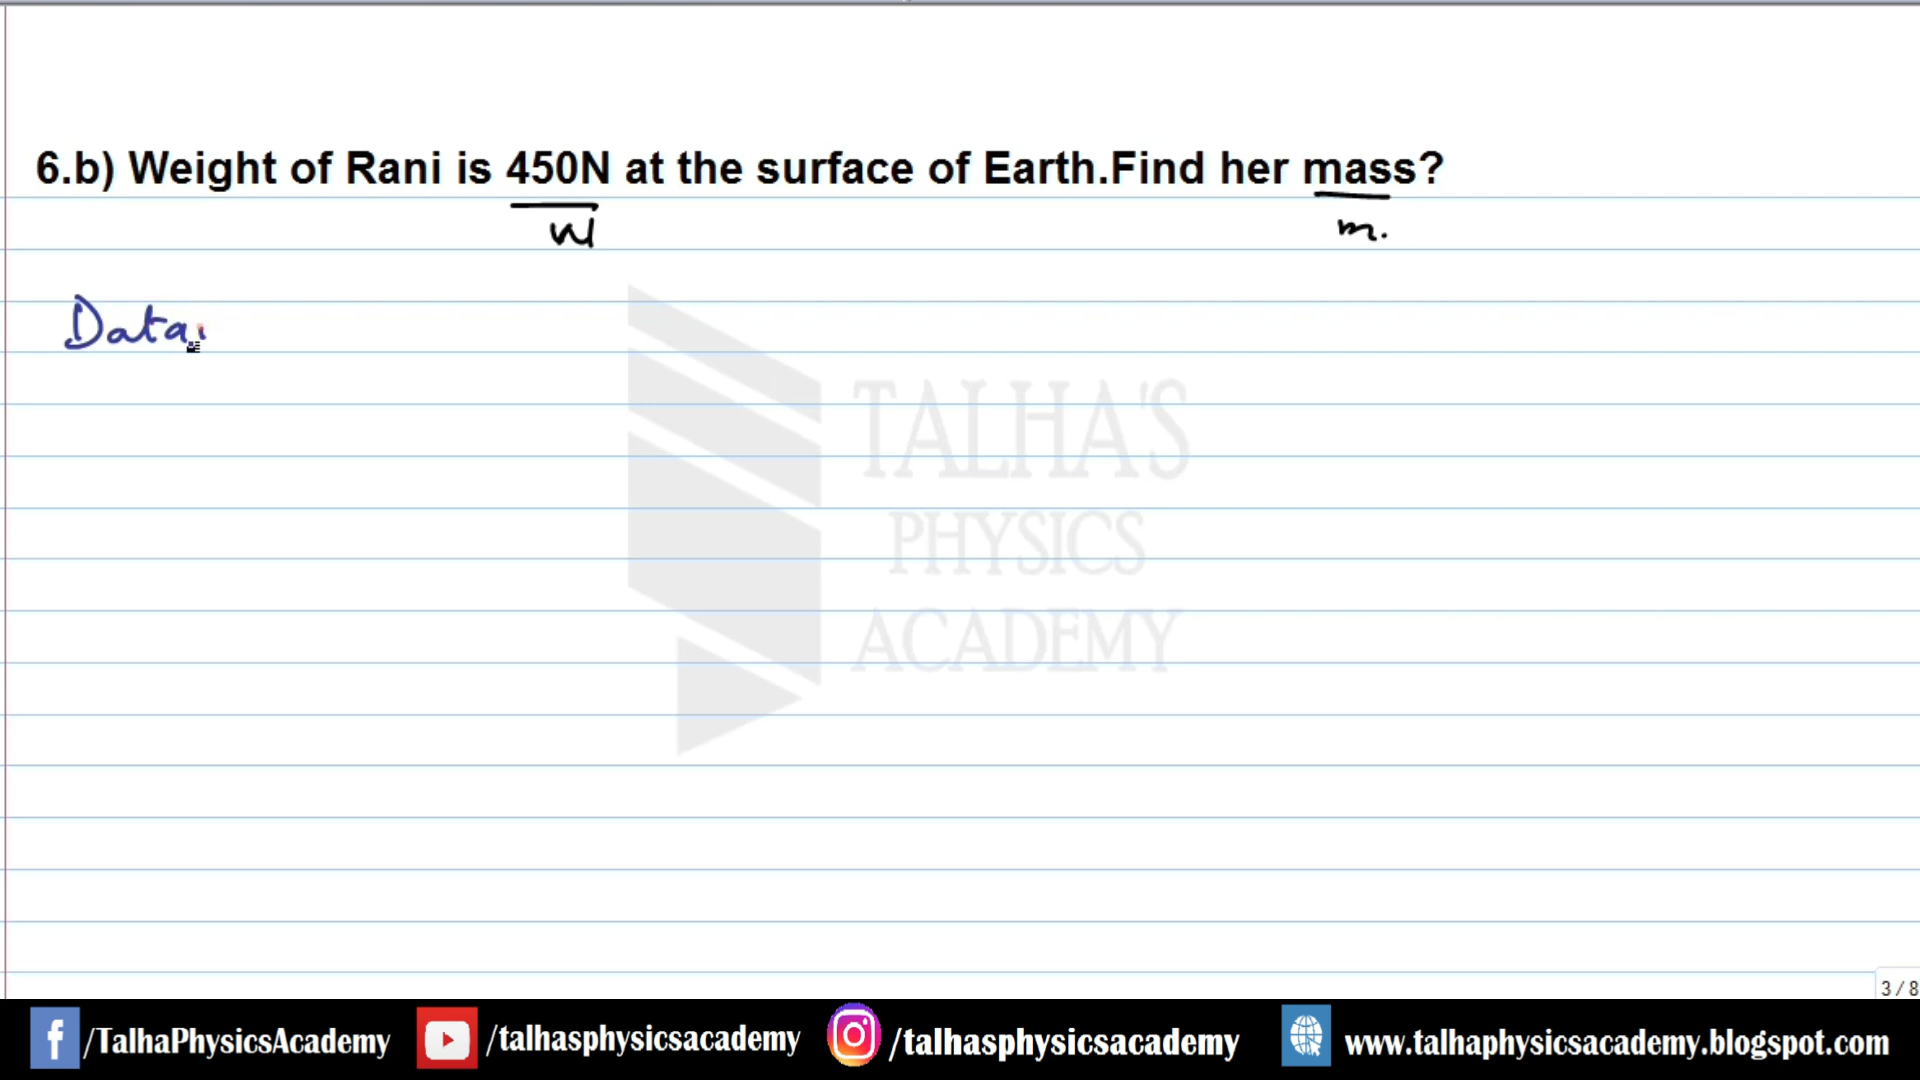 6.b) Weight of Rani is 450N at the surface of Earth.Find her mass?
W m.
Data
TALHA'S
PHYSICS
ACADEMY
3 / 8
/TalhaPhysicsAcademy /talhasphysicsacademy /talhasphysicsacademy www.talhaphysicsacademy.blogspot.com